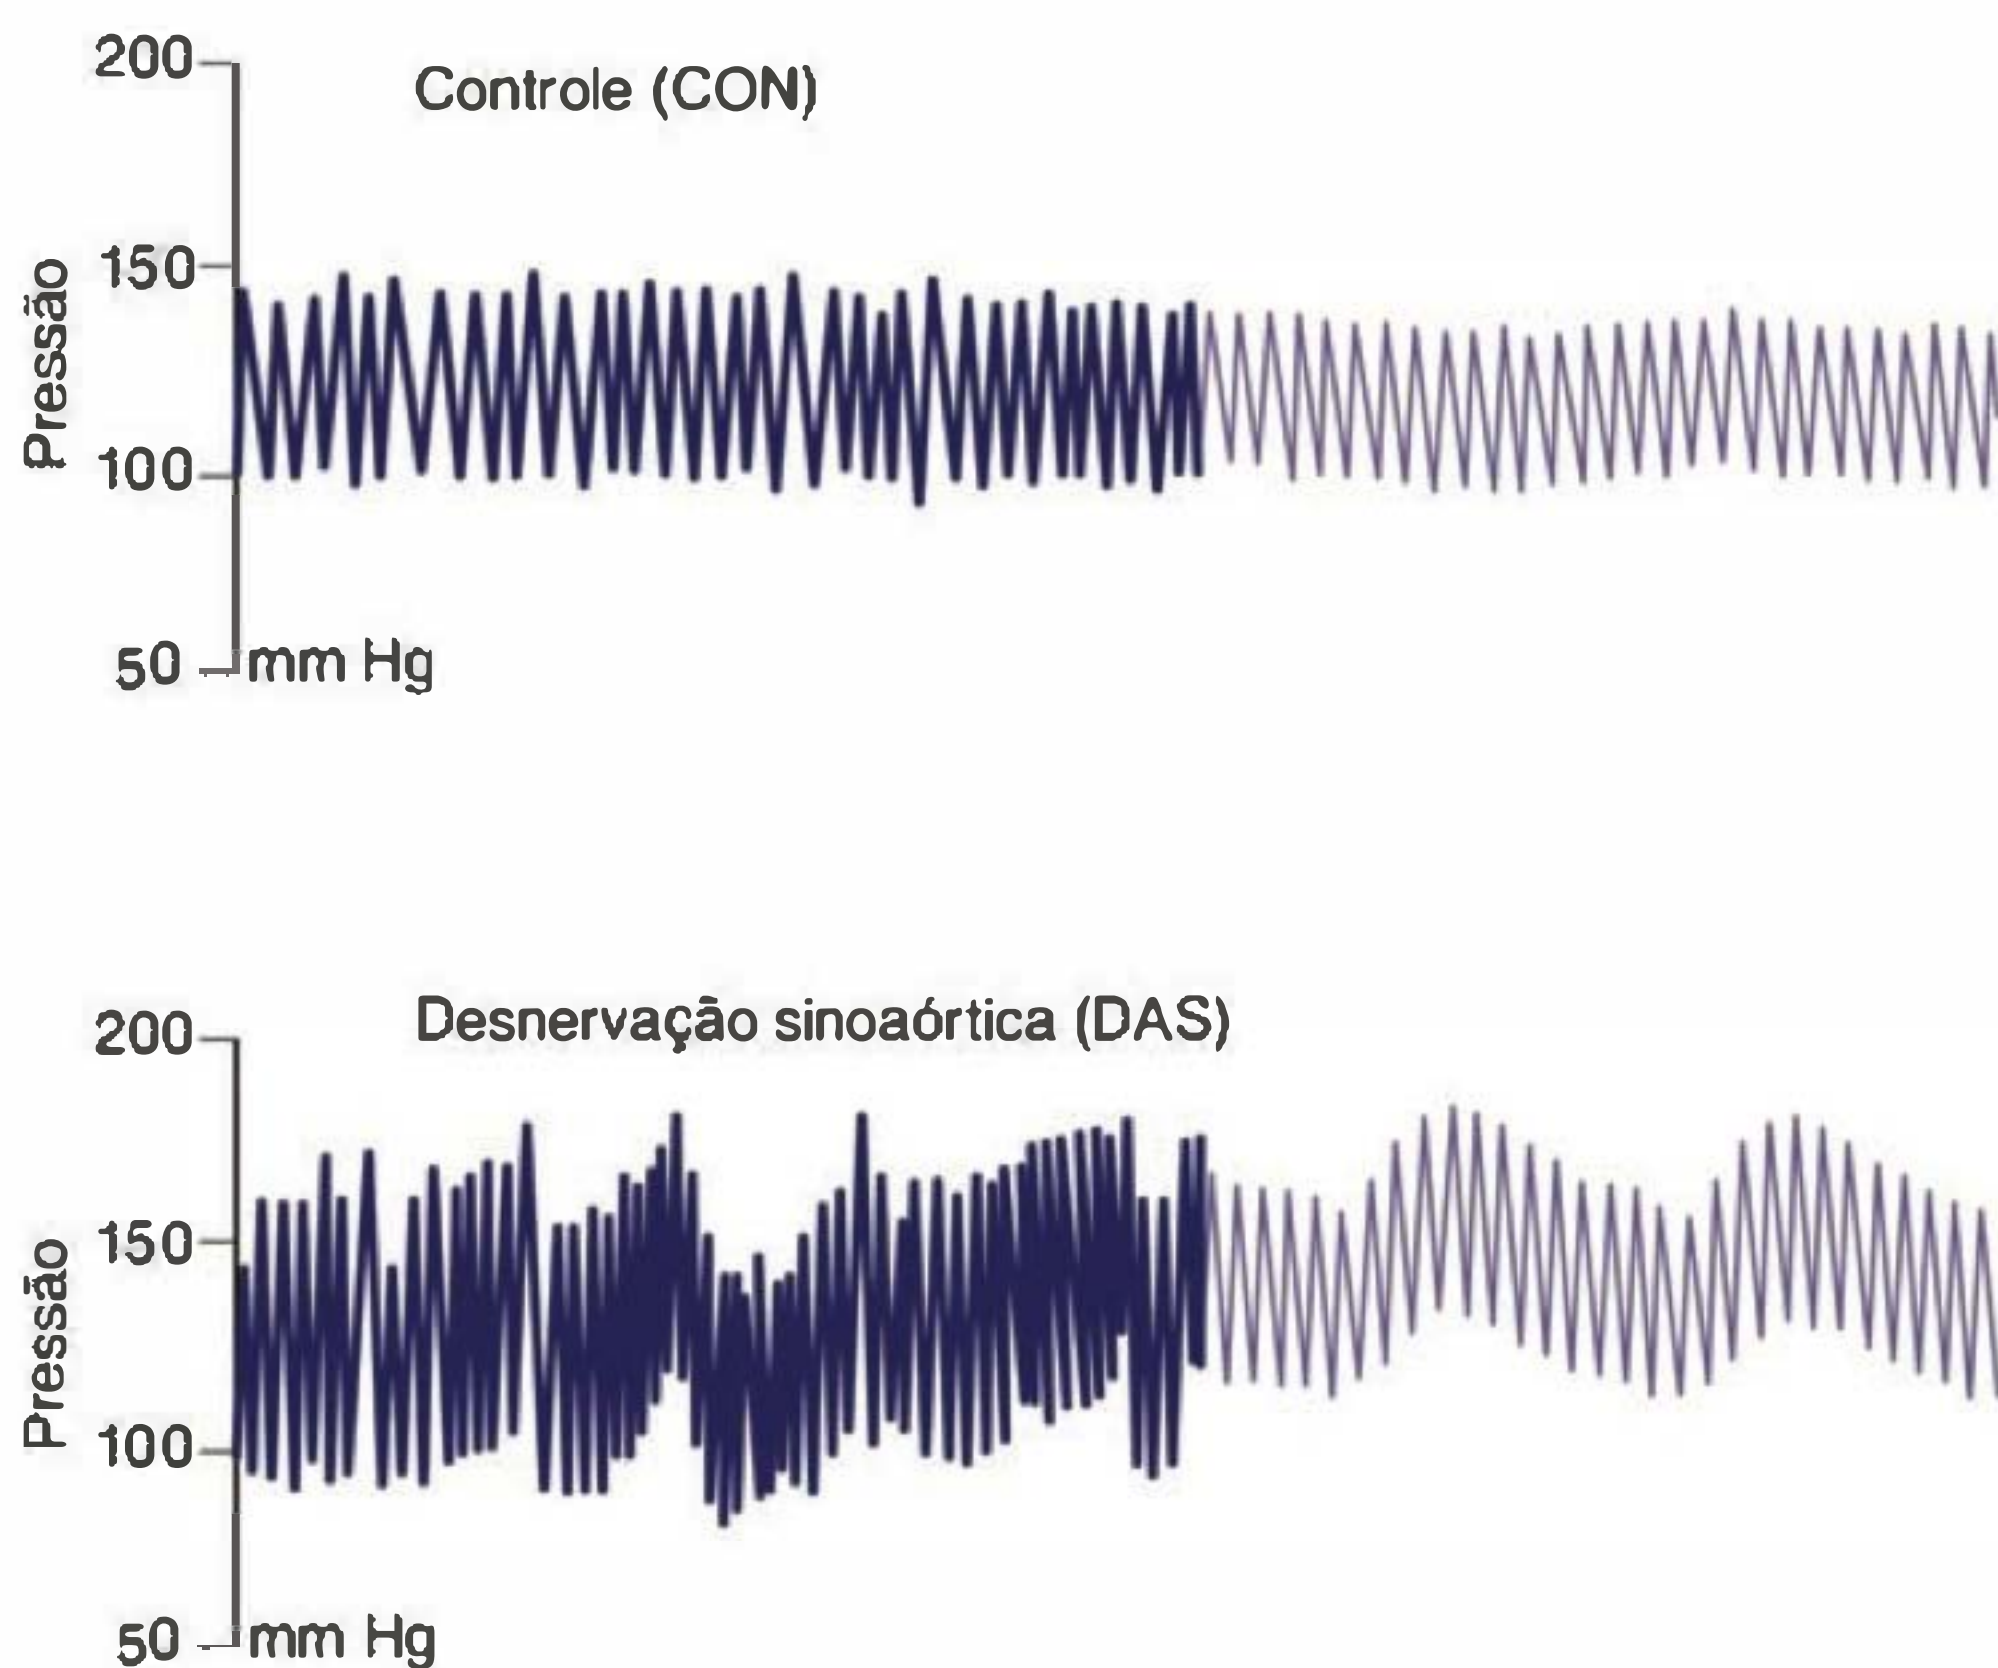 200
Controle (CON)
150
Pressão
100
50
mm Hg
200
Desnervação sinoaórtica (DAS)
150
Pressão
100
50
mm Hg